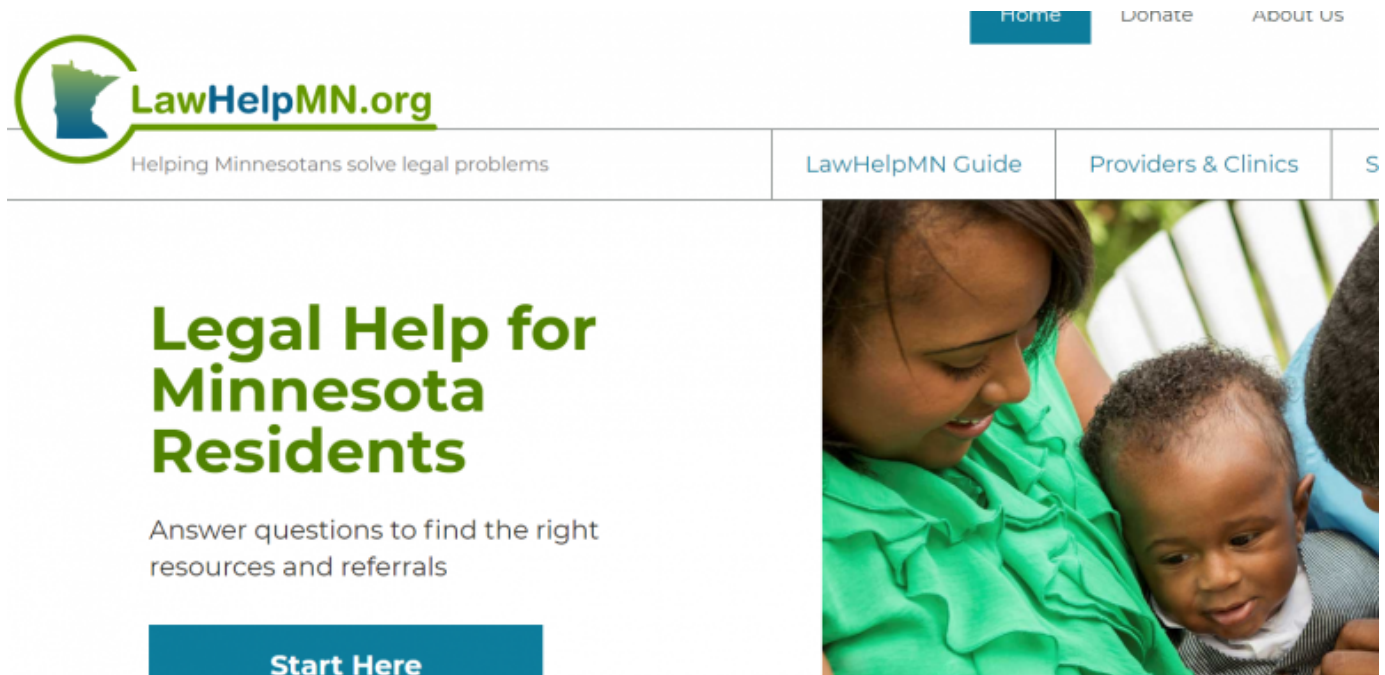 Home Donate About Us
LawHelpMN.org
Helping Minnesotans solve legal problems
LawHelpMN Guide Providers & Clinics
Legal Help for
Minnesota
Residents
Answer questions to find the right
resources and referrals
Start Here